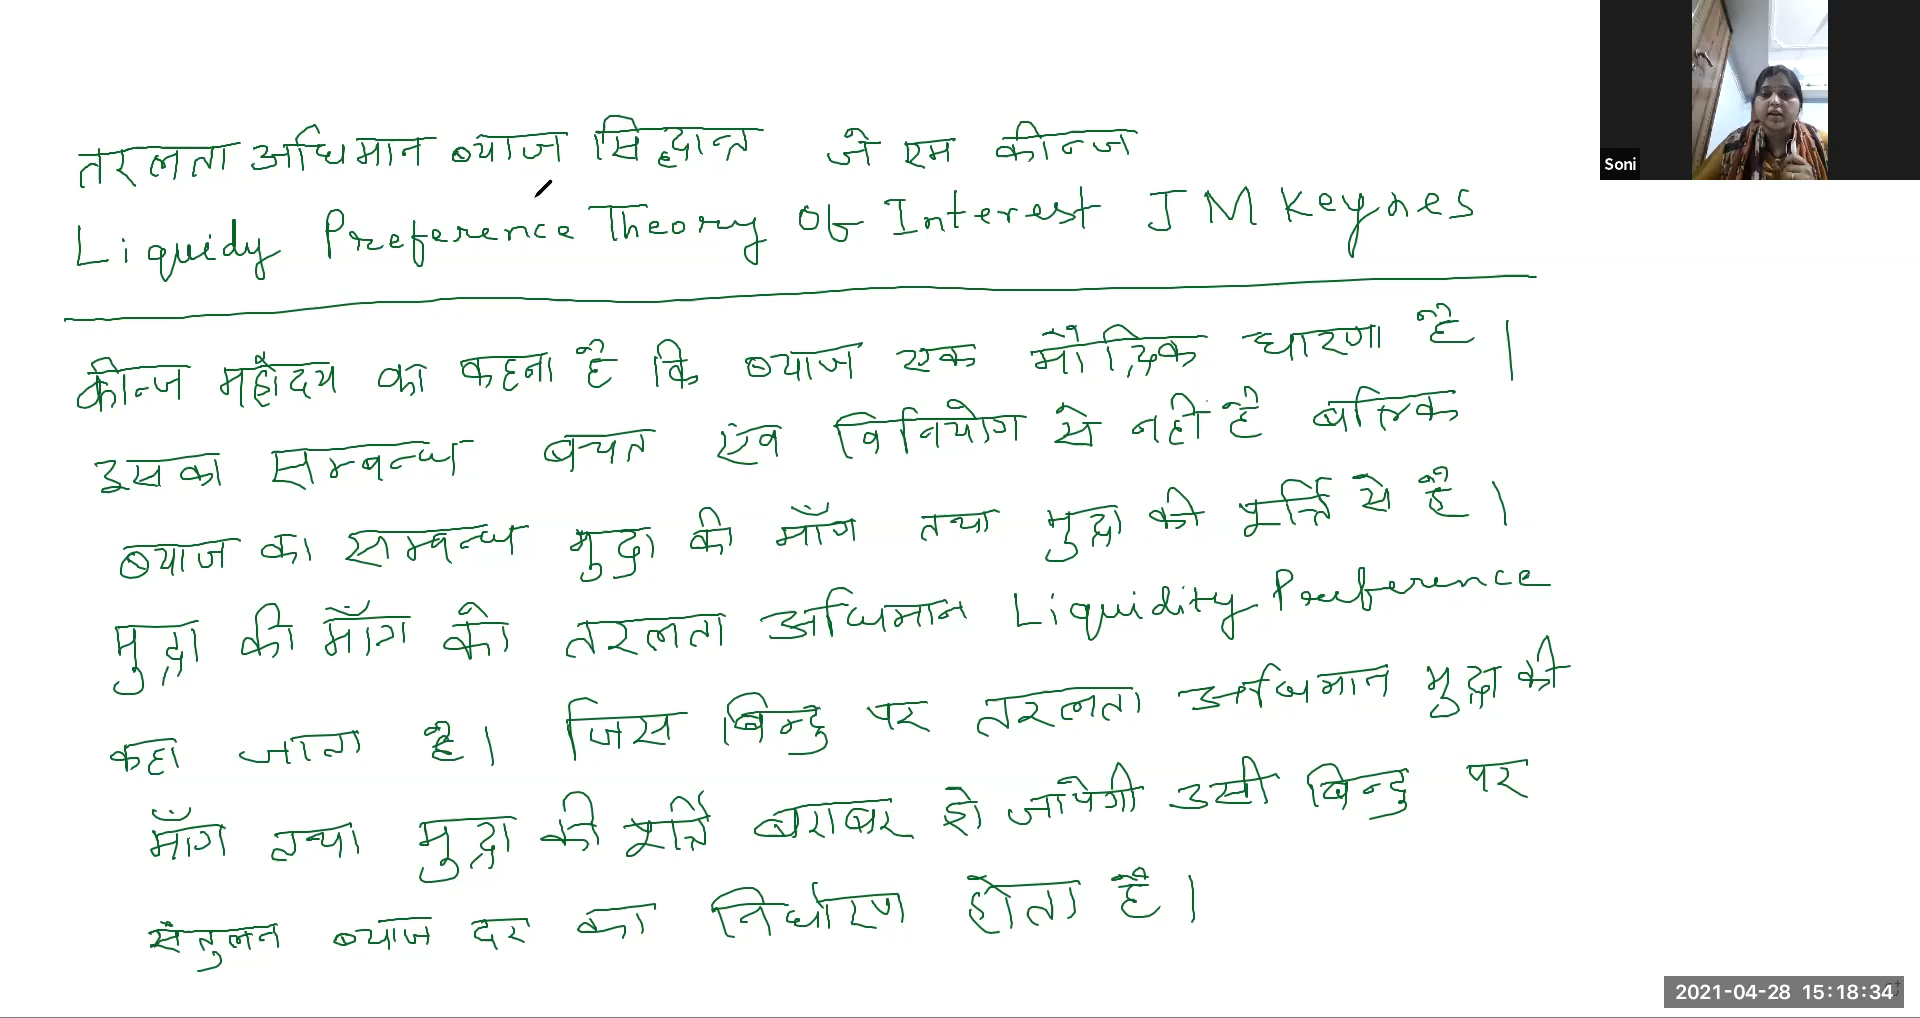 तरलता अधिमान ब्याज सिद्धान्त जे एम कीन्ज
Liquidy Preference Theory Of Interest J M Keynes
कीन्ज महोदय का कहना है कि ब्याज एक मौद्रिक धारणा है।
उसका सम्बन्ध बचत एंव विनियोग से नही है बल्कि
ब्याज का सम्बन्ध मुद्रा की माँग तथा मुद्रा की पूर्त्ति से है।
मुद्रा की माँग को तरलता अधिमान Liquidity Preference
कहा जाता है। जिस बिन्दु पर तरलता अधिमान मुद्रा की
माँग तथा मुद्रा की पूर्त्ति बराबर हो जायेगी उसी बिन्दु पर
संतुलन ब्याज दर का निर्धारण होता है।
Soni
2021-04-28 15:18:34